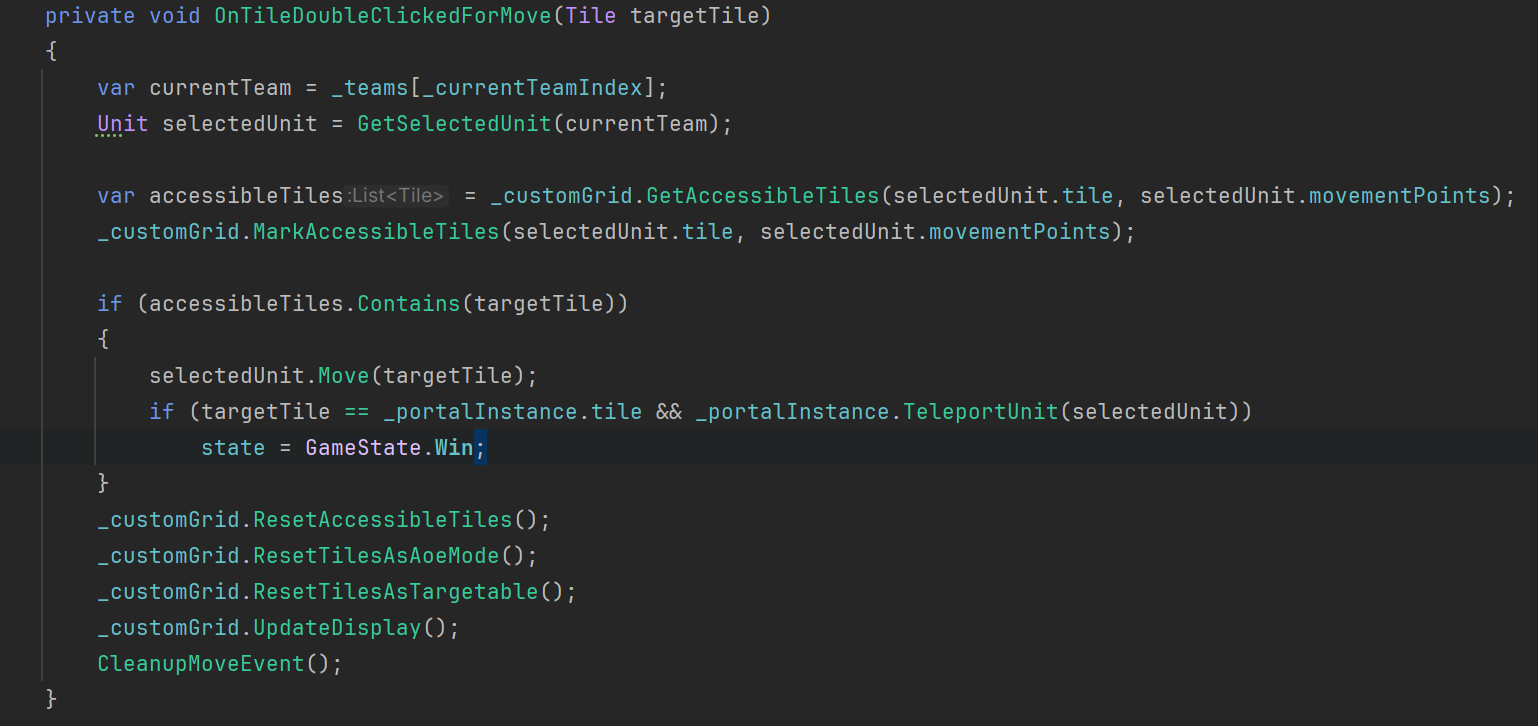 private void OnTileDoubleClickedForMove(Tile targetTile)
{
var currentTeam = _teams[_currentTeamIndex];
Unit selectedUnit = GetSelectedUnit(currentTeam);
var accessibleTiles :List<Tile> = _customGrid.GetAccessibleTiles(selectedUnit.tile, selectedUnit.movementPoints);
_customGrid.MarkAccessibleTiles(selectedUnit.tile, selectedUnit.movementPoints);
if (accessibleTiles.Contains(targetTile))
{
selectedUnit.Move(targetTile);
if (targetTile == _portalInstance.tile && _portalInstance.TeleportUnit(selectedUnit))
state = GameState.Win;
}
_customGrid.ResetAccessibleTiles();
_customGrid.ResetTilesAsAoeMode();
_customGrid.ResetTilesAsTargetable();
_customGrid.UpdateDisplay();
CleanupMoveEvent();
}